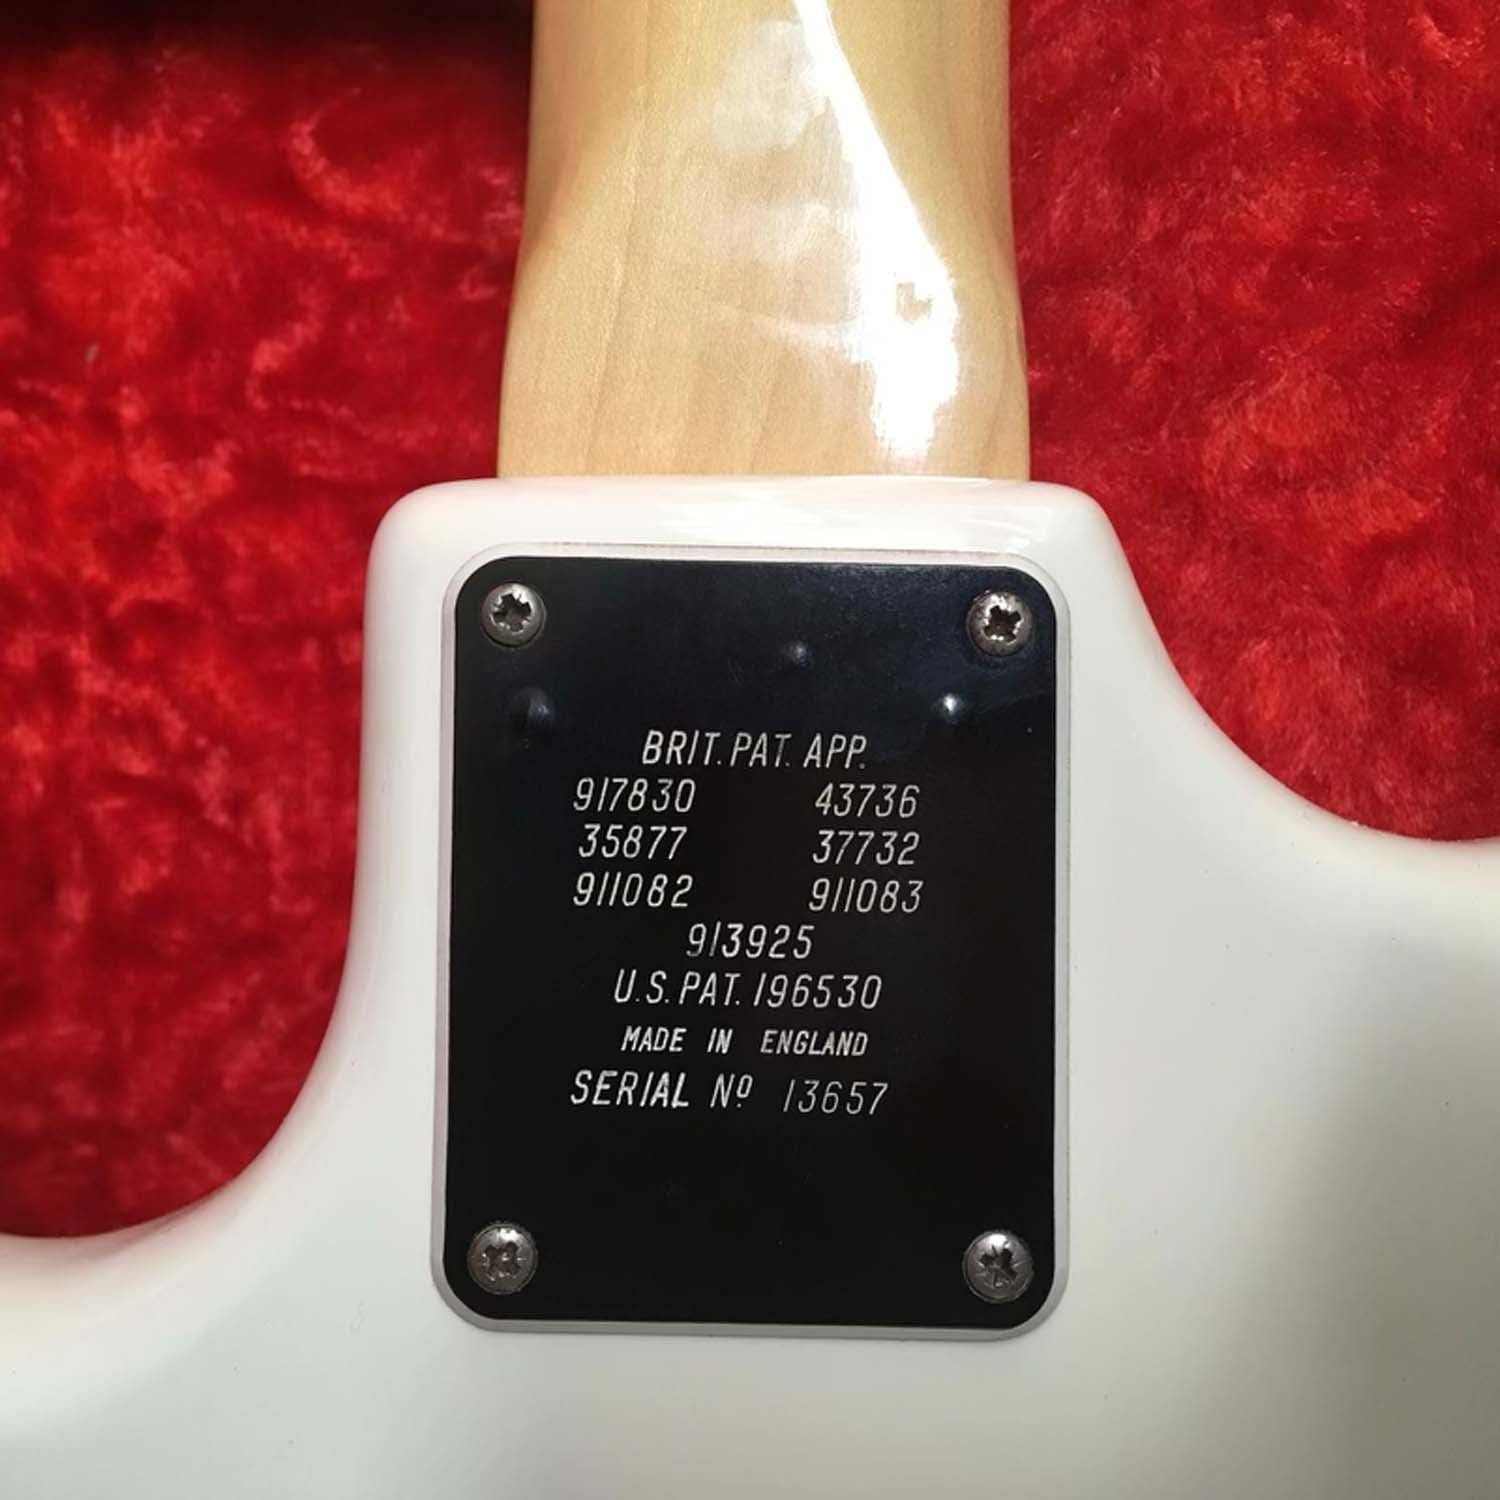 BRIT. PAT. APP.
917830 43736
35877 37732
911082 911083
913925
U.S. PAT. 196530
MADE IN ENGLAND
SERIAL Nº 13657